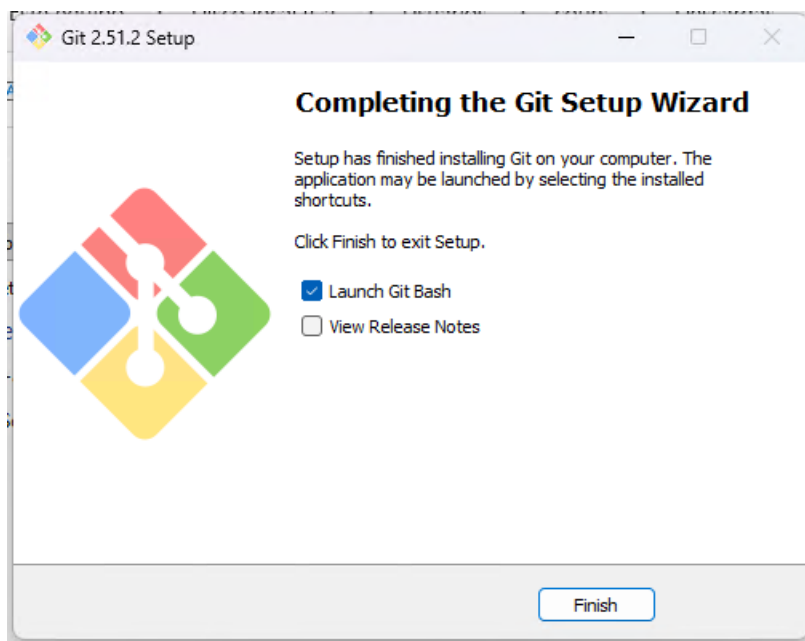 Git 2.51.2 Setup
Completing the Git Setup Wizard
Setup has finished installing Git on your computer. The
application may be launched by selecting the installed
shortcuts.
Click Finish to exit Setup.
Launch Git Bash
View Release Notes
Finish